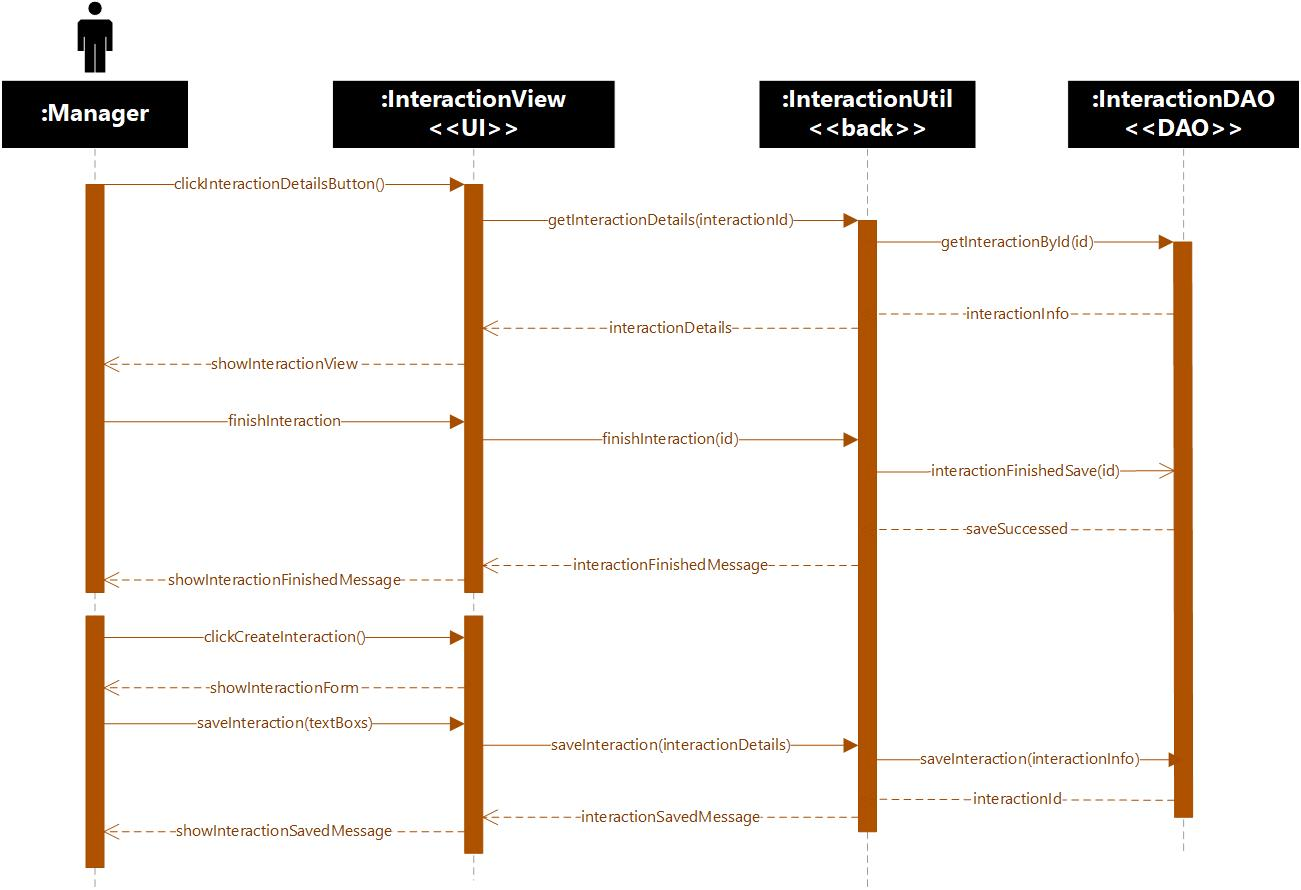 :Manager
:InteractionView
<<UI>>
:InteractionUtil
<<back>>
:InteractionDAO
<<DAO>>
clickInteractionDetailsButton()
getInteractionDetails(interactionId)
getInteractionById(id)
interactionInfo
interactionDetails
showInteractionView
finishInteraction
finishInteraction(id)
interactionFinishedSave(id)
saveSuccessed
interactionFinishedMessage
showInteractionFinishedMessage
clickCreateInteraction()
showInteractionForm
saveInteraction(textBoxs)
saveInteraction(interactionDetails)
saveInteraction(interactionInfo)
interactionId
interactionSavedMessage
showInteractionSavedMessage